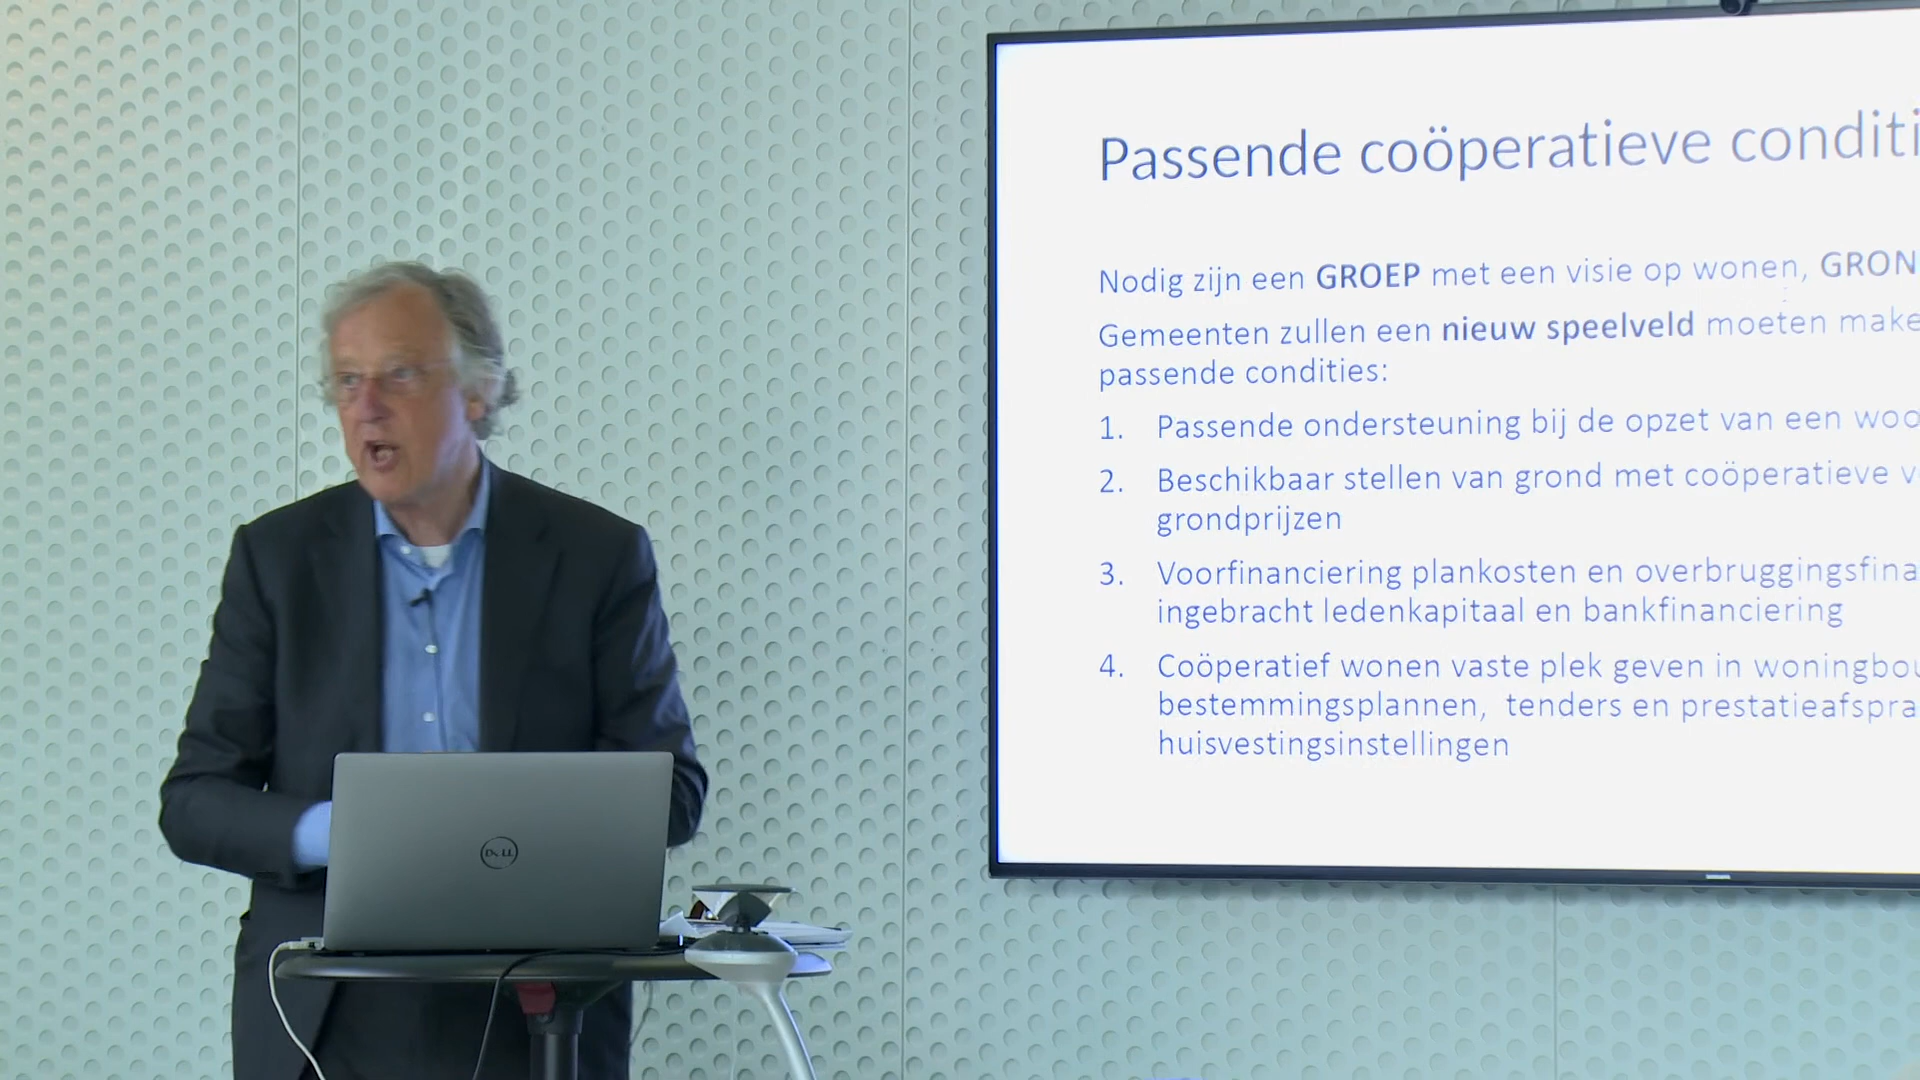 Passende coöperatieve conditi
Nodig zijn een GROEP met een visie op wonen, GRON
Gemeenten zullen een nieuw speelveld moeten make
passende condities:
1. Passende ondersteuning bij de opzet van een woo
2. Beschikbaar stellen van grond met coöperatieve v
grondprijzen
3. Voorfinanciering plankosten en overbruggingsfina
ingebracht ledenkapitaal en bankfinanciering
4. Coöperatief wonen vaste plek geven in woningbou
bestemmingsplannen, tenders en prestatieafspra
huisvestingsinstellingen
DELL